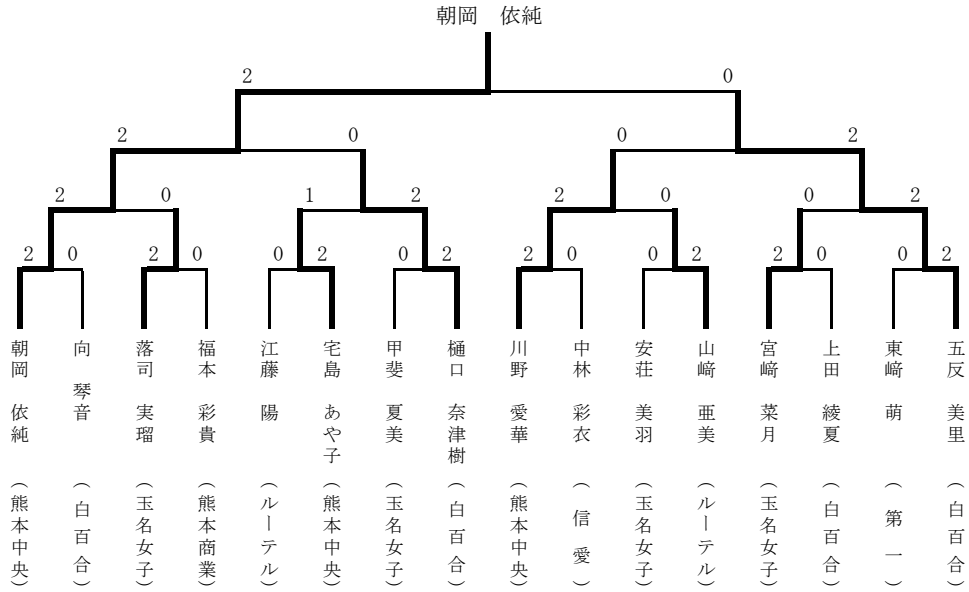 朝岡　依純
2 0
2 0 0 2
2 0 1 2 2 0 0 2
2 0 2 0 0 2 0 2 2 0 0 2 2 0 0 2
朝岡　依純（熊本中央）
向　琴音（白百合）
落司　実瑠（玉名女子）
福本　彩貴（熊本商業）
江藤　陽（ルーテル）
宅島　あや子（熊本中央）
甲斐　夏美（玉名女子）
樋口　奈津樹（白百合）
川野　愛華（熊本中央）
中林　彩衣（信愛）
安荘　美羽（玉名女子）
山﨑　亜美（ルーテル）
宮﨑　菜月（玉名女子）
上田　綾夏（白百合）
東﨑　萌（第一）
五反　美里（白百合）